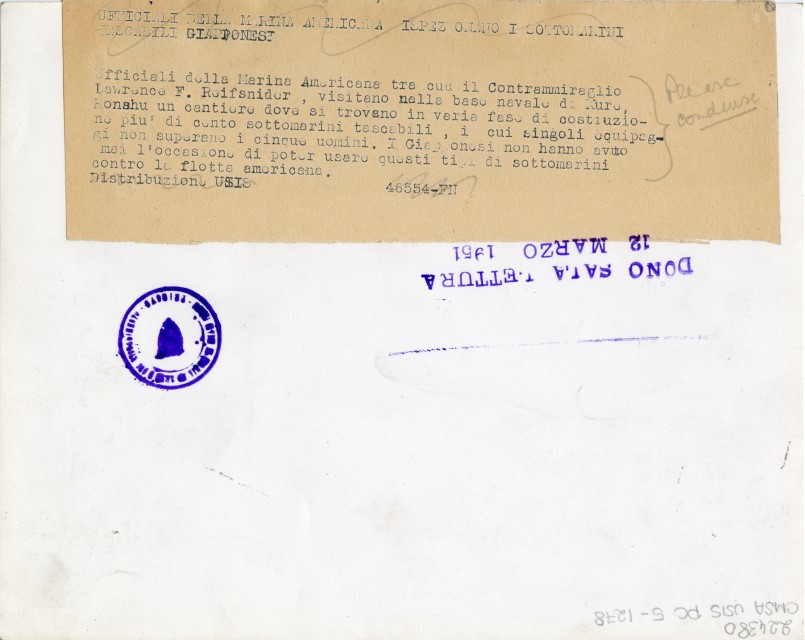 UFFICIALI DELLA MARINA AMERICANA ISPEZIONANO I SOTTOMARINI
TASCABILI GIAPPONESI
Ufficiali della Marina Americana tra cuu il Contrammiraglio
Lawrence F. Reifsnider , visitano nella base navale di Kure,
Honshu un cantiere dove si trovano in varia fase di costruzio-
ne piu' di cento sottomarini tascabili , i cui singoli equipag-
gi non superano i cinque uomini. I Giapponesi non hanno avuto
mai l'occasione di poter usare questi tipi di sottomarini
contro la flotta americana.
Distribuzione USIS
46554-FN
Please
condense
DONO SALA LETTURA
12 MARZO 1951
224380
CMSA USIS PC 5-1278